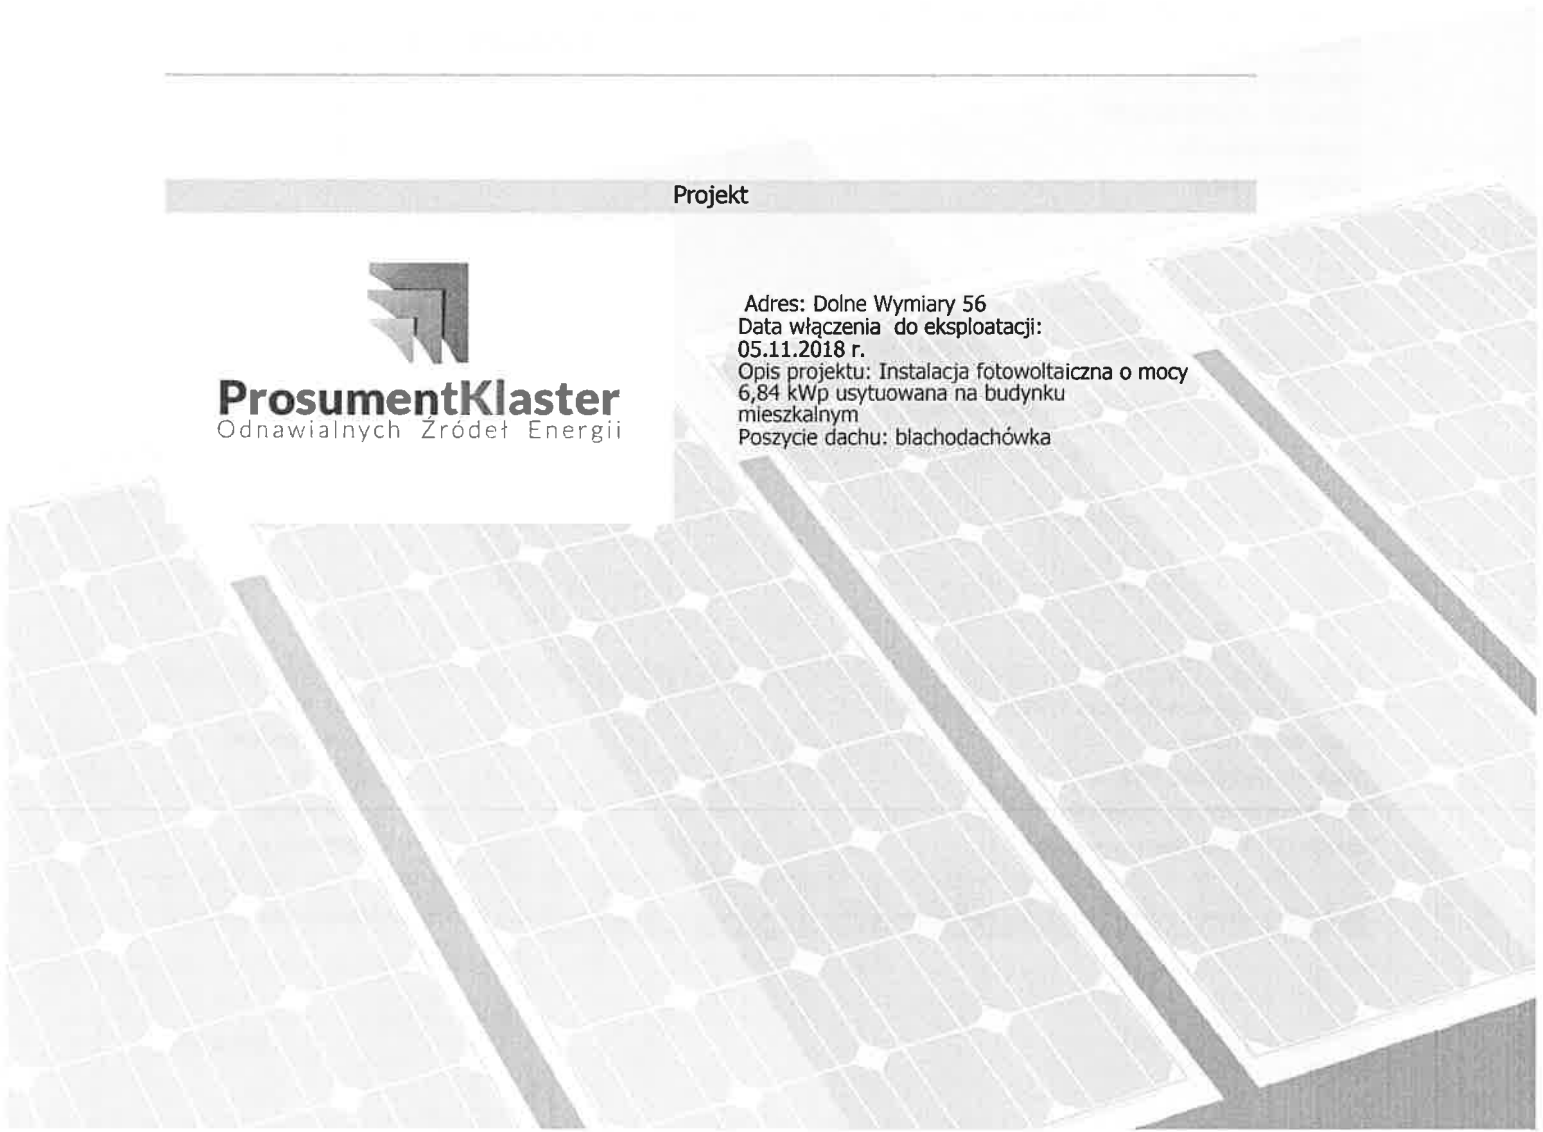 Projekt
ProsumentKlaster
Odnawialnych Źródeł Energii
Adres: Dolne Wymiary 56
Data włączenia do eksploatacji:
05.11.2018 r.
Opis projektu: Instalacja fotowoltaiczna o mocy
6,84 kWp usytuowana na budynku
mieszkalnym
Poszycie dachu: blachodachówka